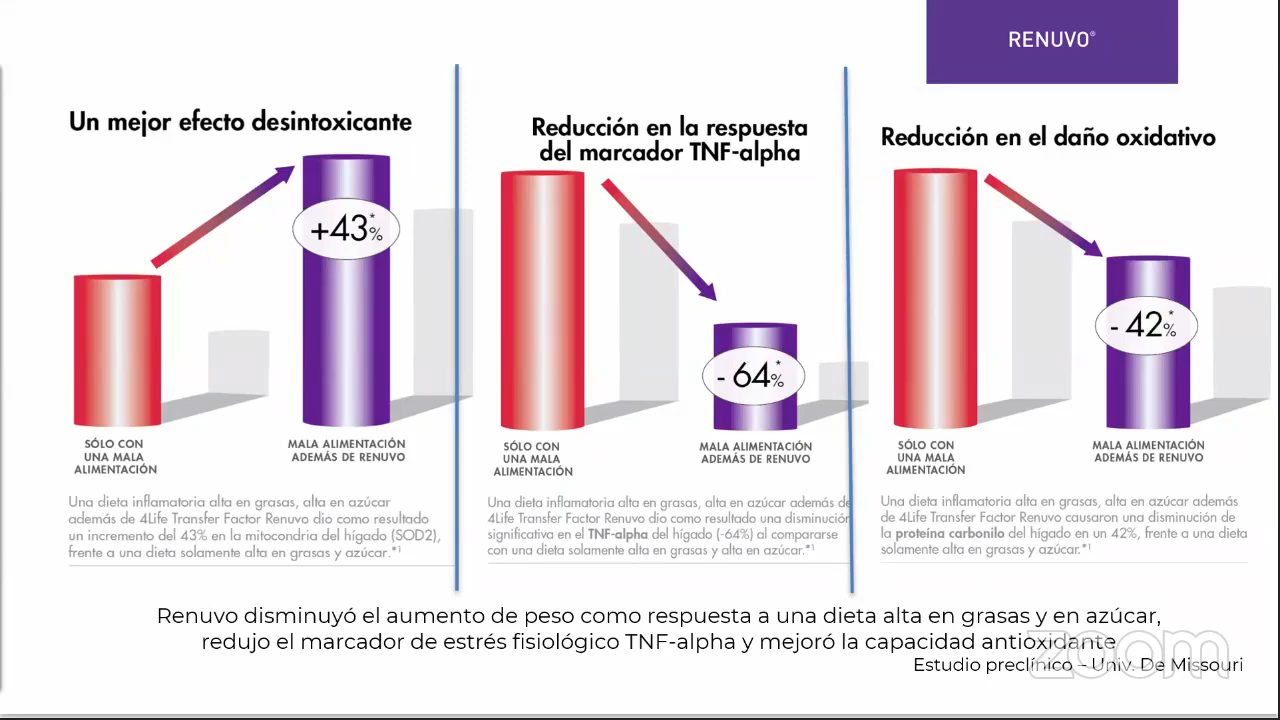 RENUVO®
Un mejor efecto desintoxicante
+43*%
SÓLO CON
UNA MALA
ALIMENTACIÓN
MALA ALIMENTACIÓN
ADEMÁS DE RENUVO
Una dieta inflamatoria alta en grasas, alta en azúcar
además de 4Life Transfer Factor Renuvo dio como resultado
un incremento del 43% en la mitocondria del hígado (SOD2),
frente a una dieta solamente alta en grasas y azúcar.*¹
Reducción en la respuesta
del marcador TNF-alpha
- 64*%
SÓLO CON
UNA MALA
ALIMENTACIÓN
MALA ALIMENTACIÓN
ADEMÁS DE RENUVO
Una dieta inflamatoria alta en grasas, alta en azúcar además de
4Life Transfer Factor Renuvo dio como resultado una disminución
significativa en el TNF-alpha del hígado (-64%) al compararse
con una dieta solamente alta en grasas y alta en azúcar.*¹
Reducción en el daño oxidativo
- 42*%
SÓLO CON
UNA MALA
ALIMENTACIÓN
MALA ALIMENTACIÓN
ADEMÁS DE RENUVO
Una dieta inflamatoria alta en grasas, alta en azúcar además
de 4Life Transfer Factor Renuvo causaron una disminución de
la proteína carbonilo del hígado en un 42%, frente a una dieta
solamente alta en grasas y azúcar.*¹
Renuvo disminuyó el aumento de peso como respuesta a una dieta alta en grasas y en azúcar,
redujo el marcador de estrés fisiológico TNF-alpha y mejoró la capacidad antioxidante
Estudio preclínico – Univ. De Missouri
zoom